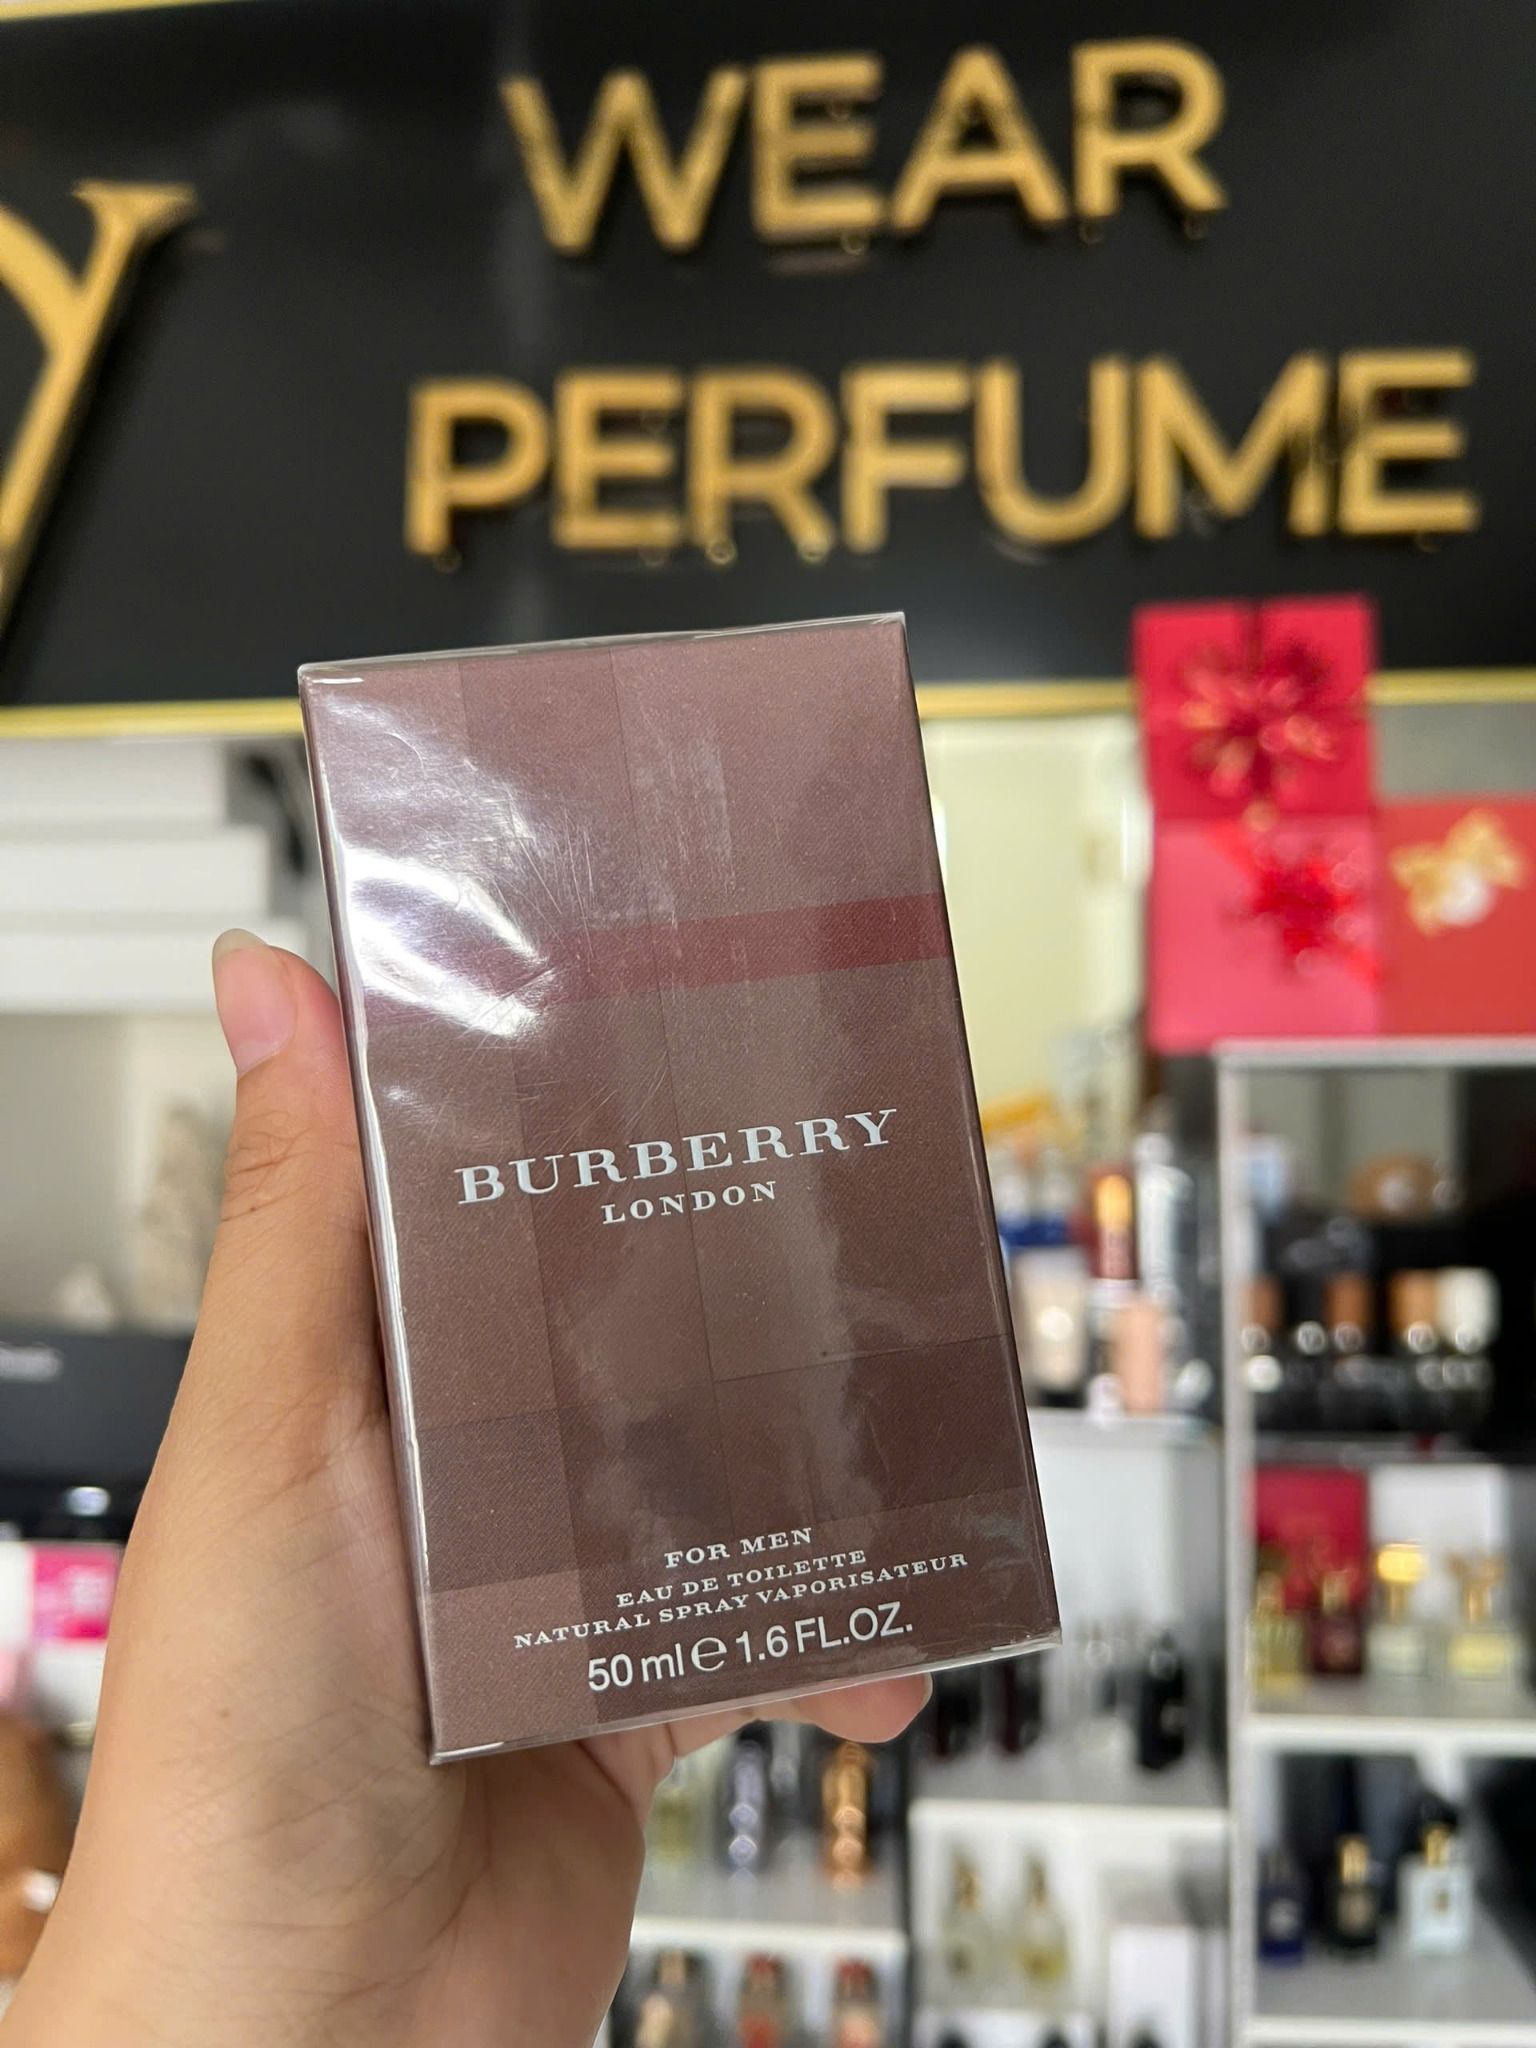 Y
WEAR
PERFUME
BURBERRY
LONDON
FOR MEN
EAU DE TOILETTE
NATURAL SPRAY VAPORISATEUR
50 ml ℮ 1.6 FL.OZ.